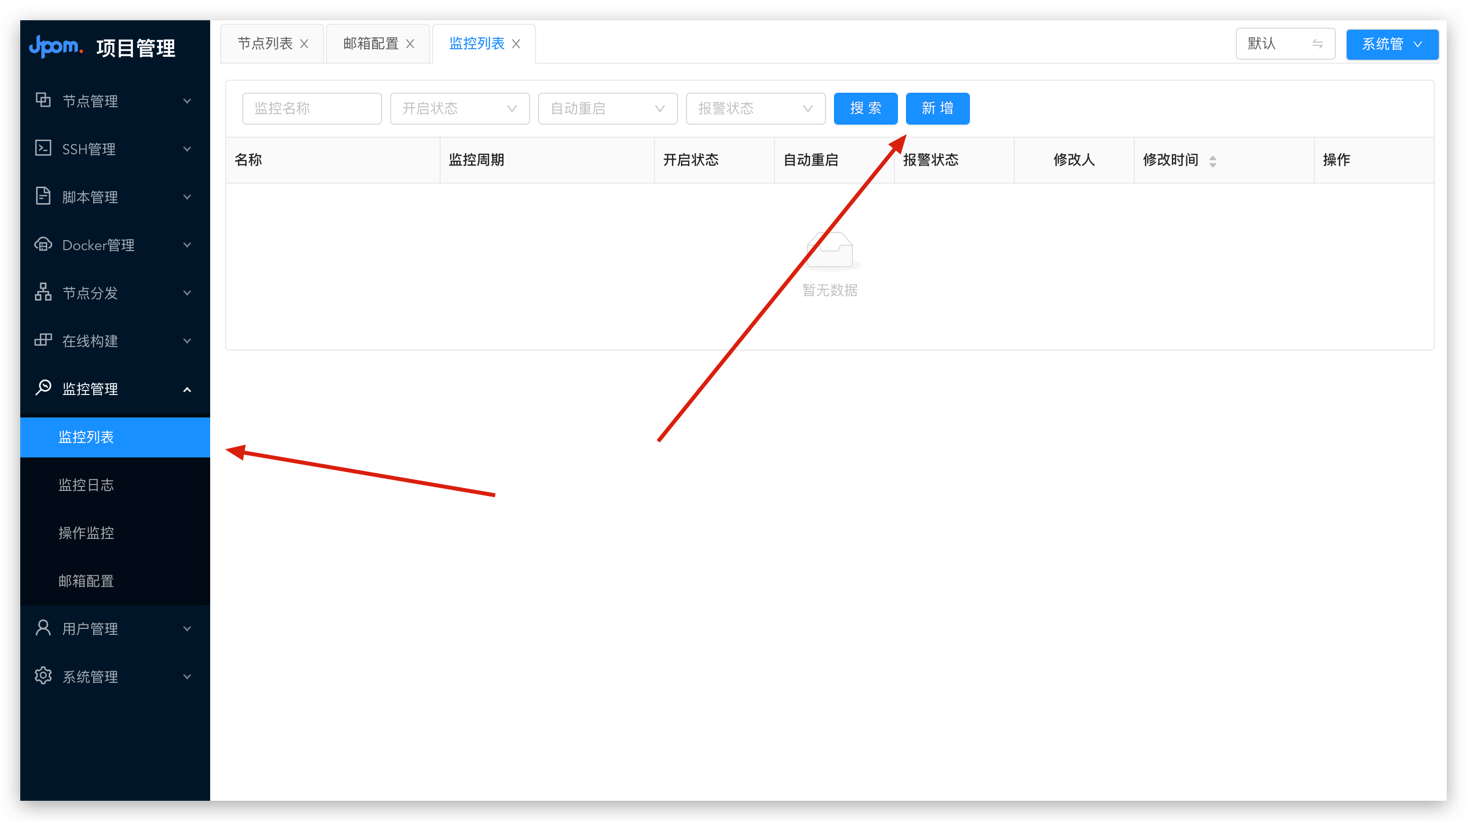 Jpom. 项目管理
节点列表 邮箱配置 监控列表 默认 系统管
监控名称 开启状态 自动重启 报警状态 搜 索 新 增
名称 监控周期 开启状态 自动重启 报警状态 修改人 修改时间 操作
暂无数据
节点管理
SSH管理
脚本管理
Docker管理
节点分发
在线构建
监控管理
监控列表
监控日志
操作监控
邮箱配置
用户管理
系统管理